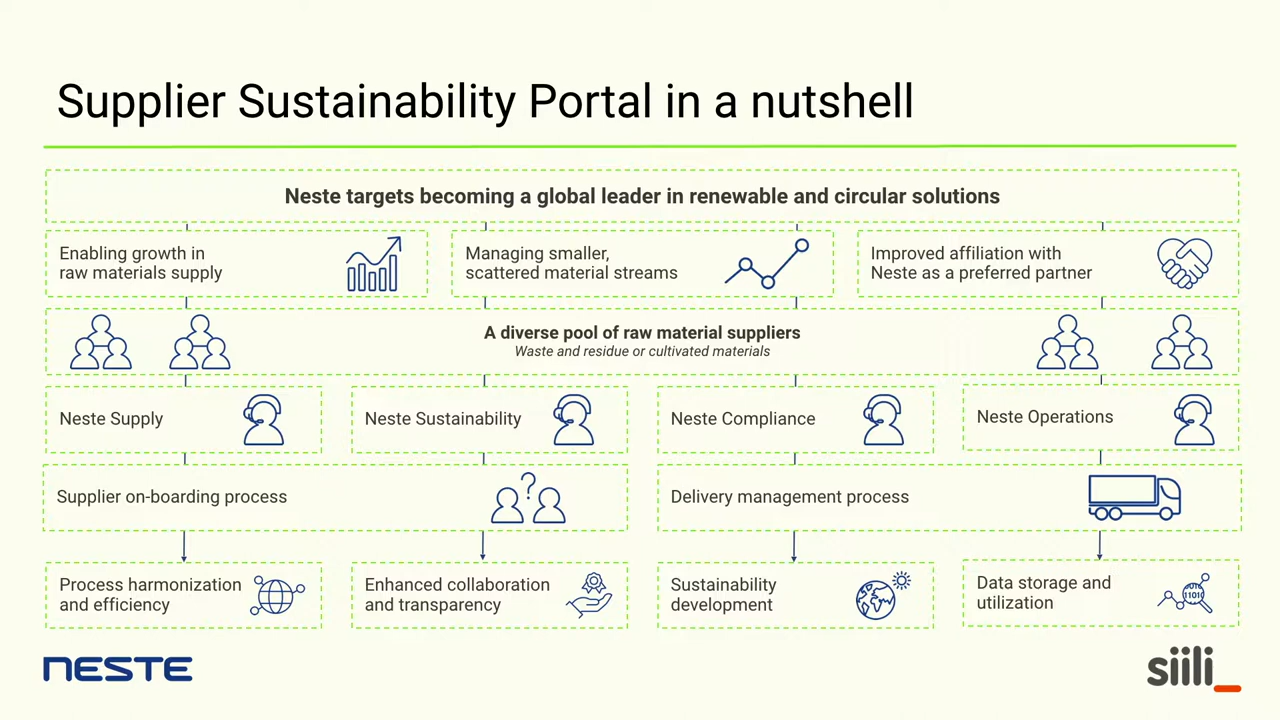 Supplier Sustainability Portal in a nutshell
Neste targets becoming a global leader in renewable and circular solutions
Enabling growth in
raw materials supply
Managing smaller,
scattered material streams
Improved affiliation with
Neste as a preferred partner
A diverse pool of raw material suppliers
Waste and residue or cultivated materials
Neste Supply
Neste Sustainability
Neste Compliance
Neste Operations
Supplier on-boarding process
?
Delivery management process
Process harmonization
and efficiency
Enhanced collaboration
and transparency
Sustainability
development
Data storage and
utilization
11010
NESTE
siili_